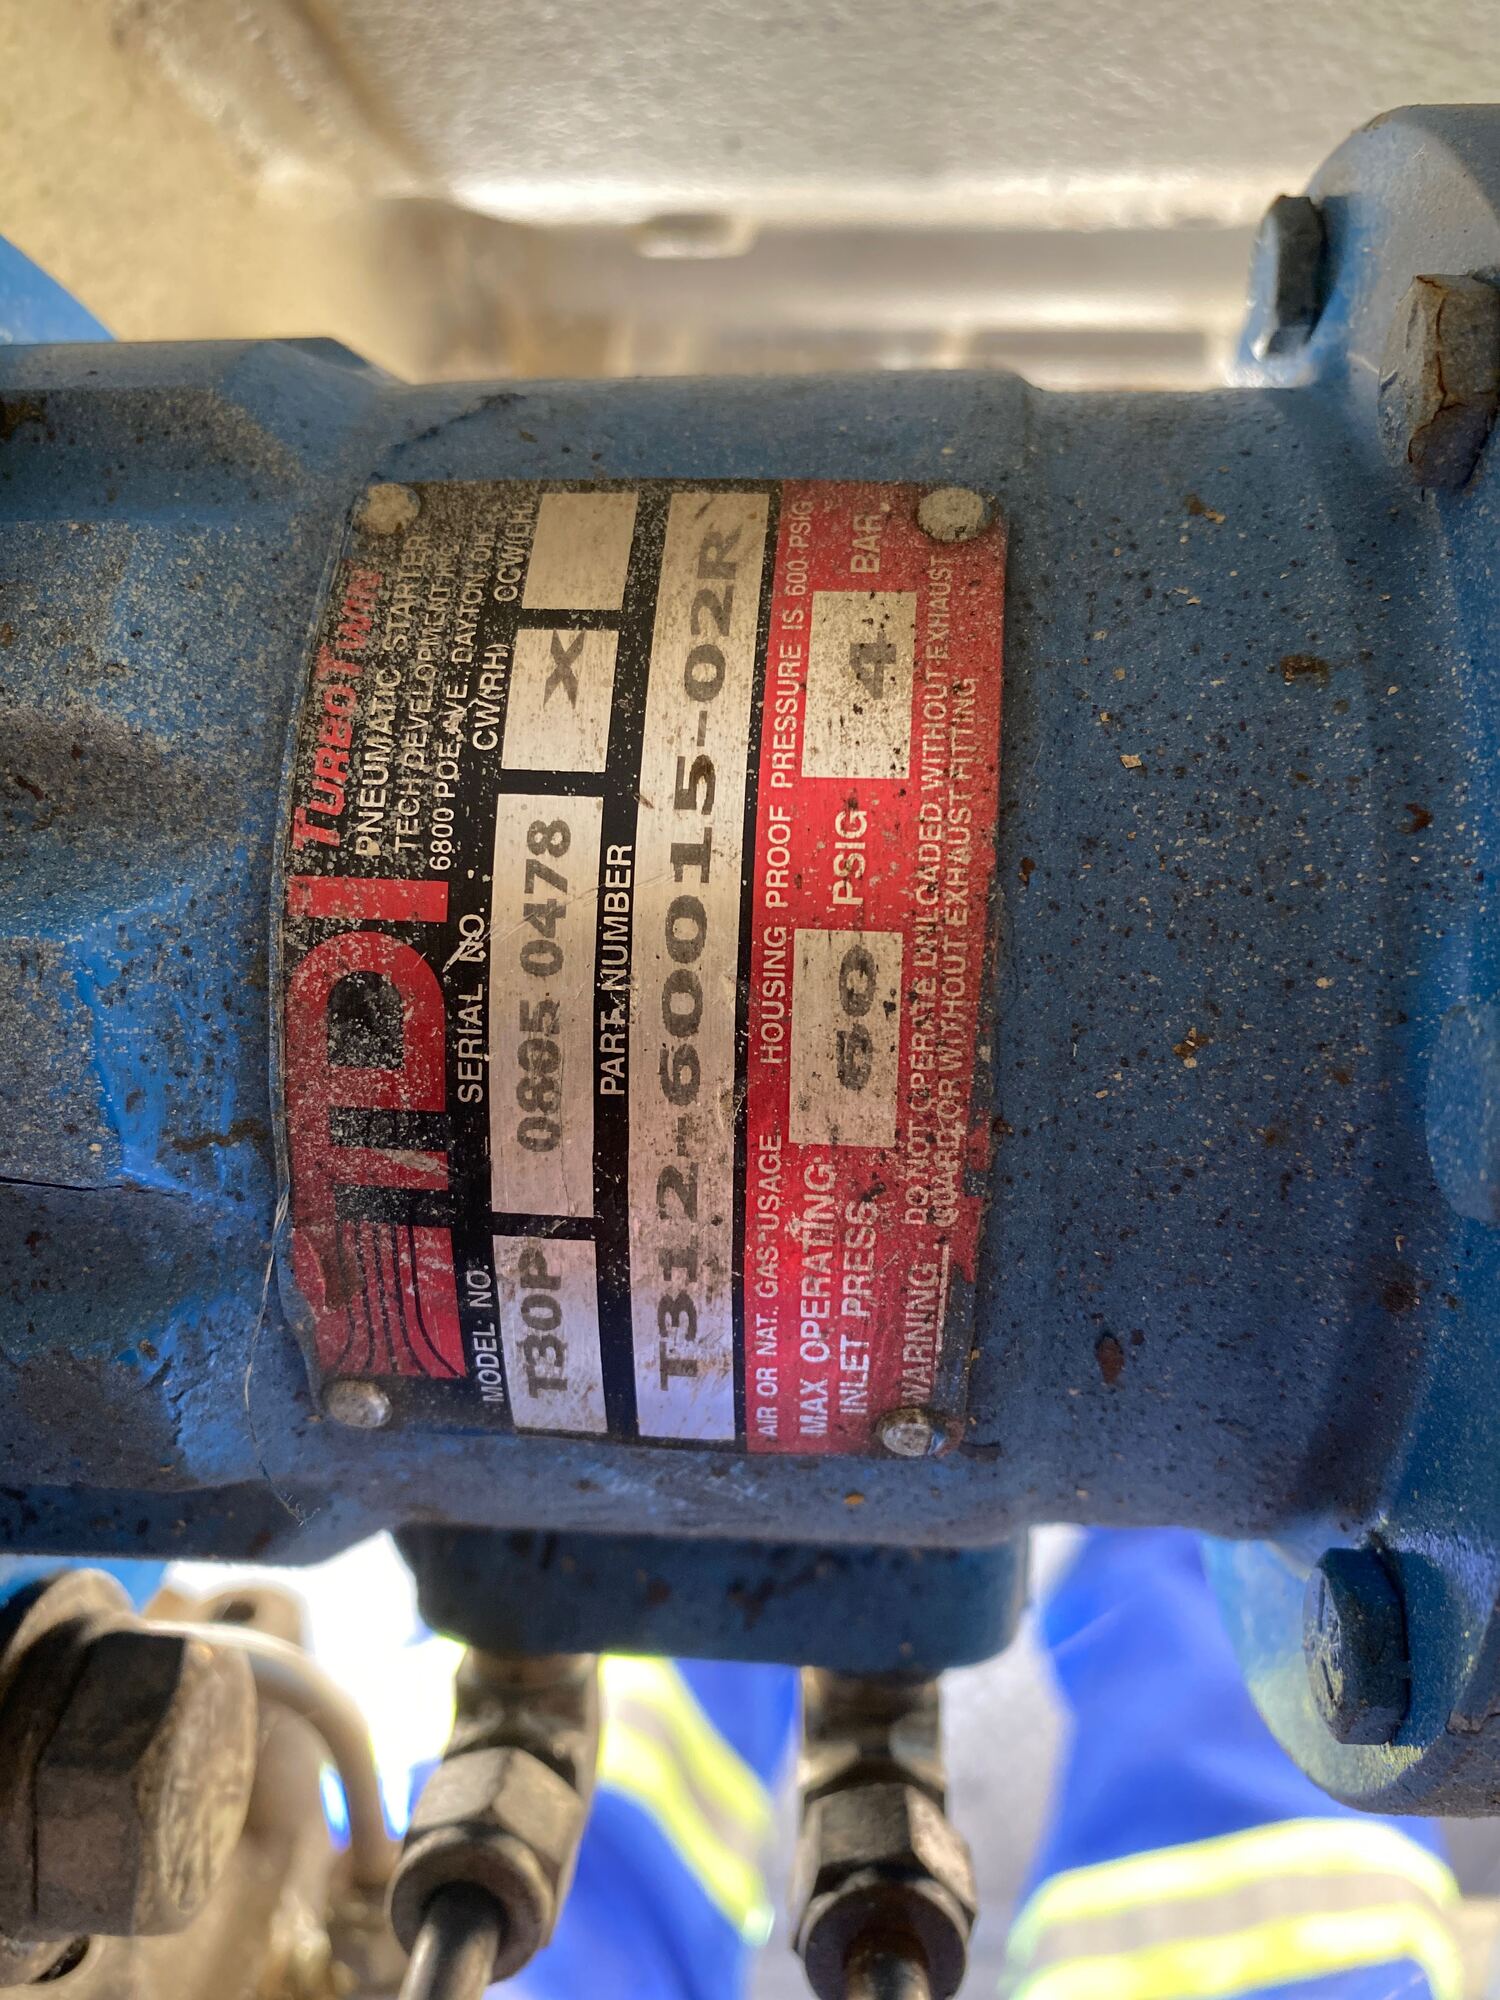 TDI
TURBOTWIN
PNEUMATIC STARTER
TECH DEVELOPMENT INC.
6800 POE AVE. DAYTON, OH.
MODEL NO. SERIAL NO. CW(RH) CCW(LH)
T30P 0805 0478 X
PART NUMBER
T312-60015-02R
AIR OR NAT. GAS USAGE. HOUSING PROOF PRESSURE IS 600 PSIG
MAX OPERATING
INLET PRESS. 60 PSIG 4 BAR
WARNING: DO NOT OPERATE UNLOADED WITHOUT EXHAUST
GUARD OR WITHOUT EXHAUST FITTING